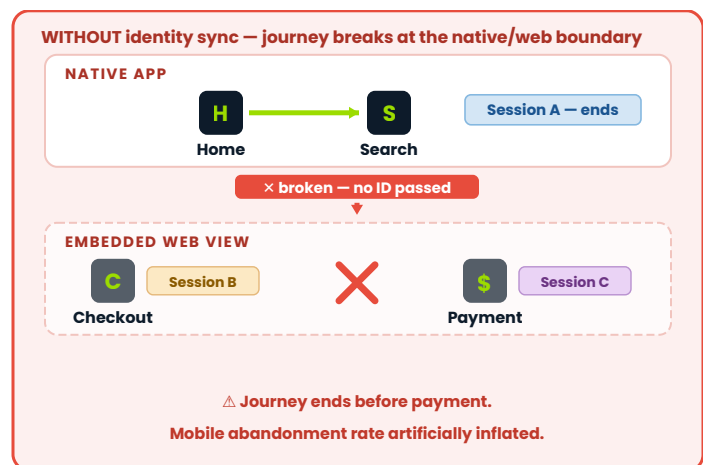 WITHOUT identity sync — journey breaks at the native/web boundary
NATIVE APP
H
S
Session A — ends
Home
Search
✕ broken — no ID passed
EMBEDDED WEB VIEW
C
Session B
$
Session C
Checkout
Payment
⚠ Journey ends before payment.
Mobile abandonment rate artificially inflated.